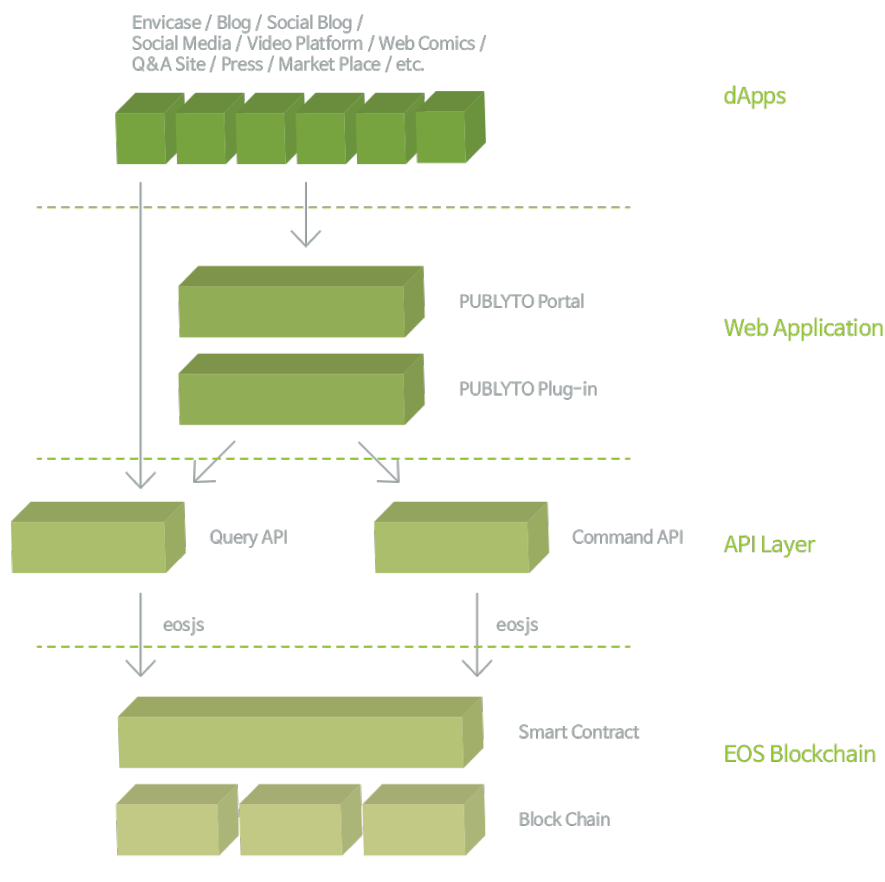 Envicase / Blog / Social Blog /
Social Media / Video Platform / Web Comics /
Q&A Site / Press / Market Place / etc.
dApps
PUBLYTO Portal
Web Application
PUBLYTO Plug-in
Query API
Command API
API Layer
eosjs
eosjs
Smart Contract
EOS Blockchain
Block Chain